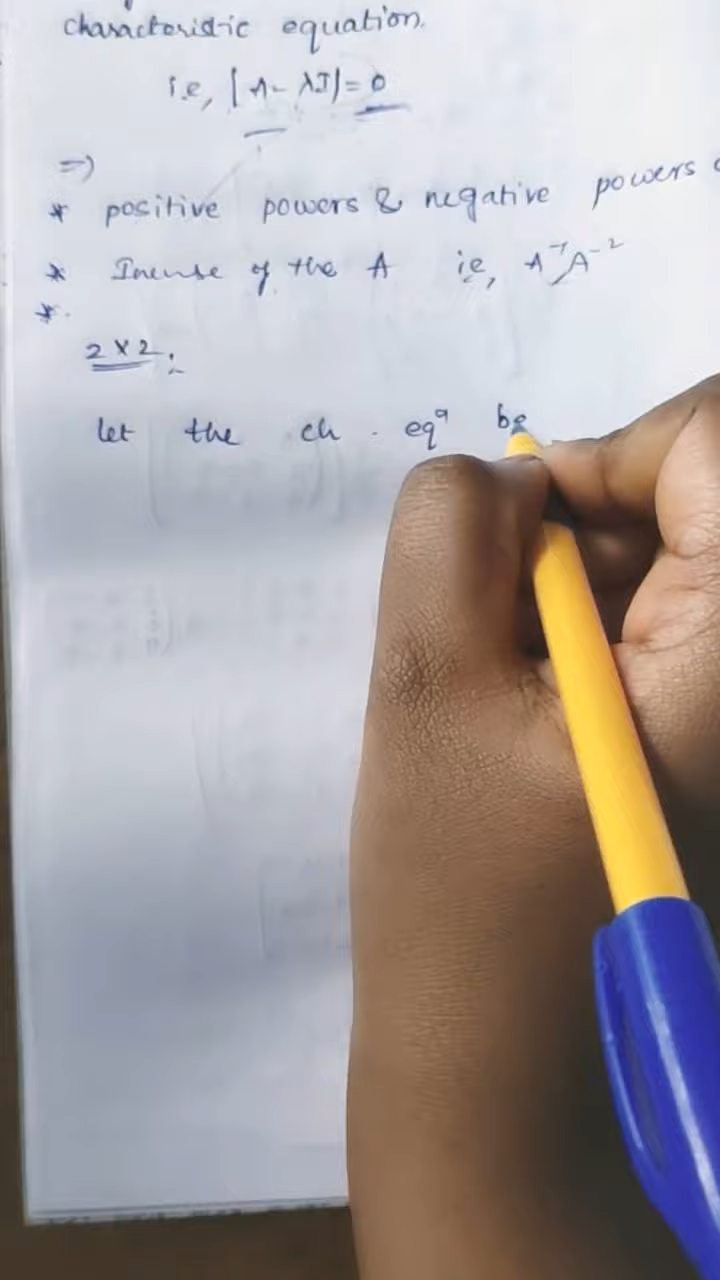 characteristic equation.
i.e, |A - λI| = 0
=)
* positive powers & negative powers
* Inverse of the A ie, A⁻¹, A⁻²
*.
2 x 2 :
let the ch. eqⁿ be